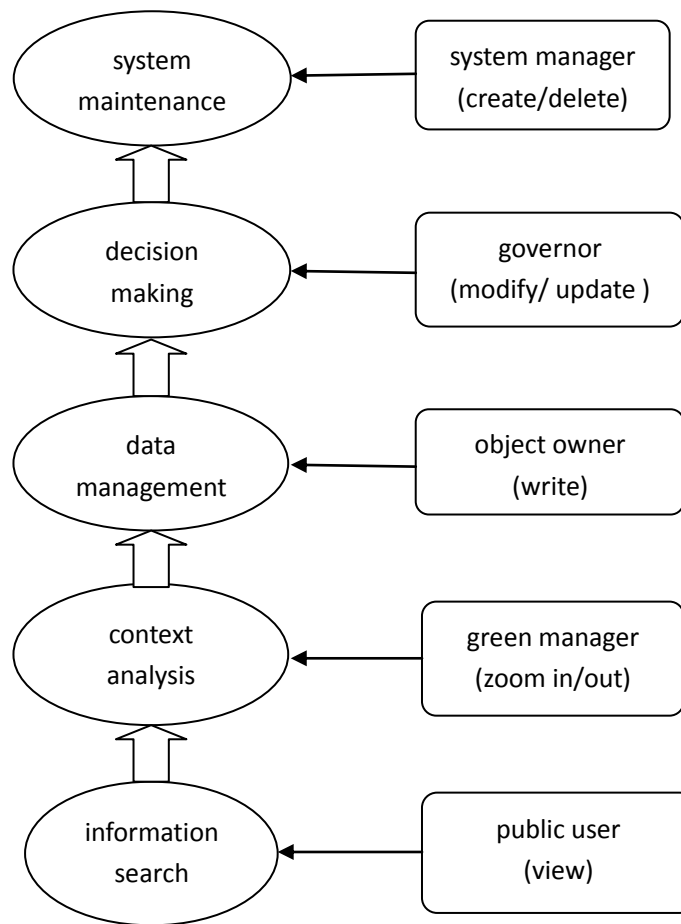 system
maintenance
system manager
(create/delete)
decision
making
governor
(modify/ update )
data
management
object owner
(write)
context
analysis
green manager
(zoom in/out)
information
search
public user
(view)